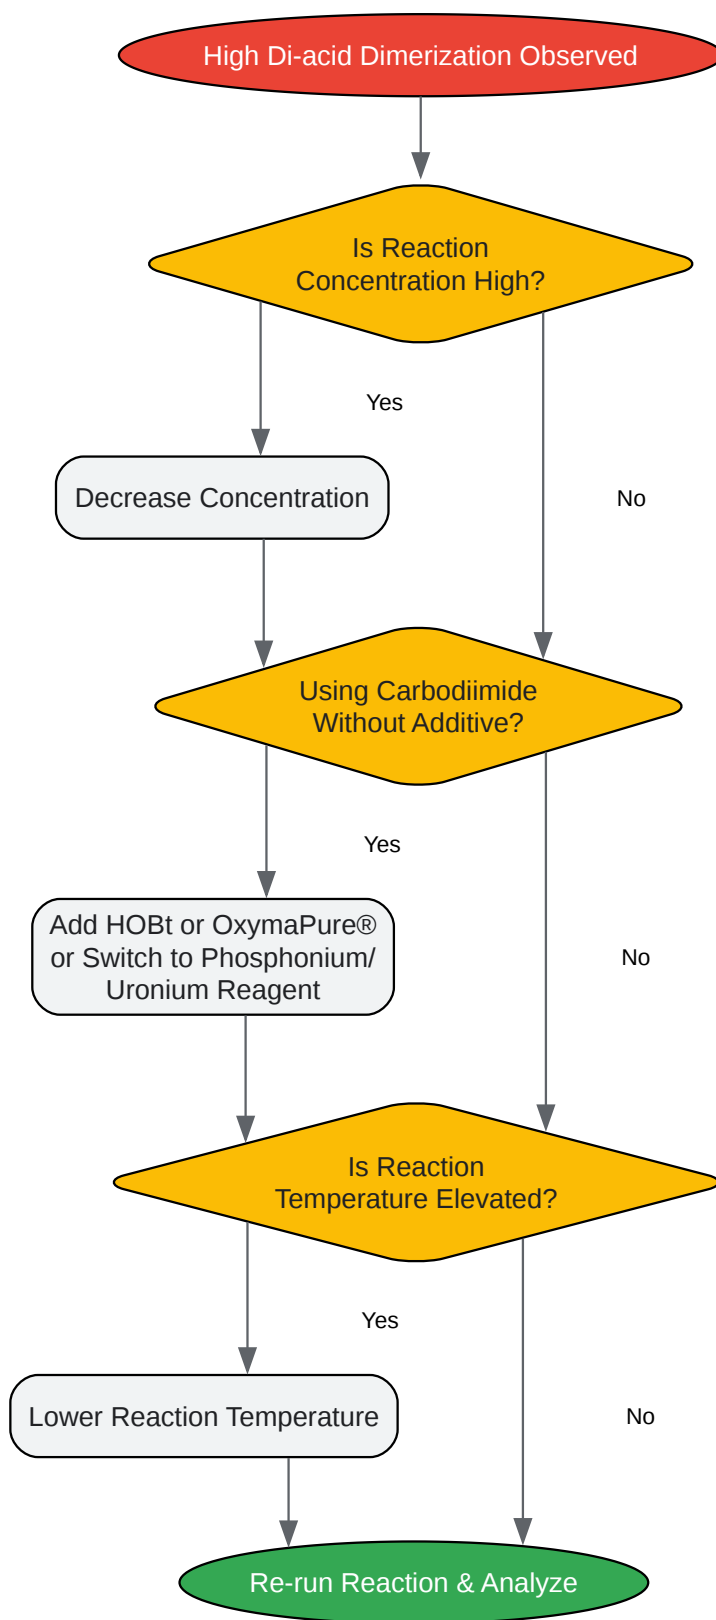 High Di-acid Dimerization Observed
Is Reaction
Concentration High?
Yes
Decrease Concentration
No
Using Carbodiimide
Without Additive?
Yes
Add HOBt or OxymaPure®
or Switch to Phosphonium/
Uronium Reagent
No
Is Reaction
Temperature Elevated?
Yes
Lower Reaction Temperature
No
Re-run Reaction & Analyze